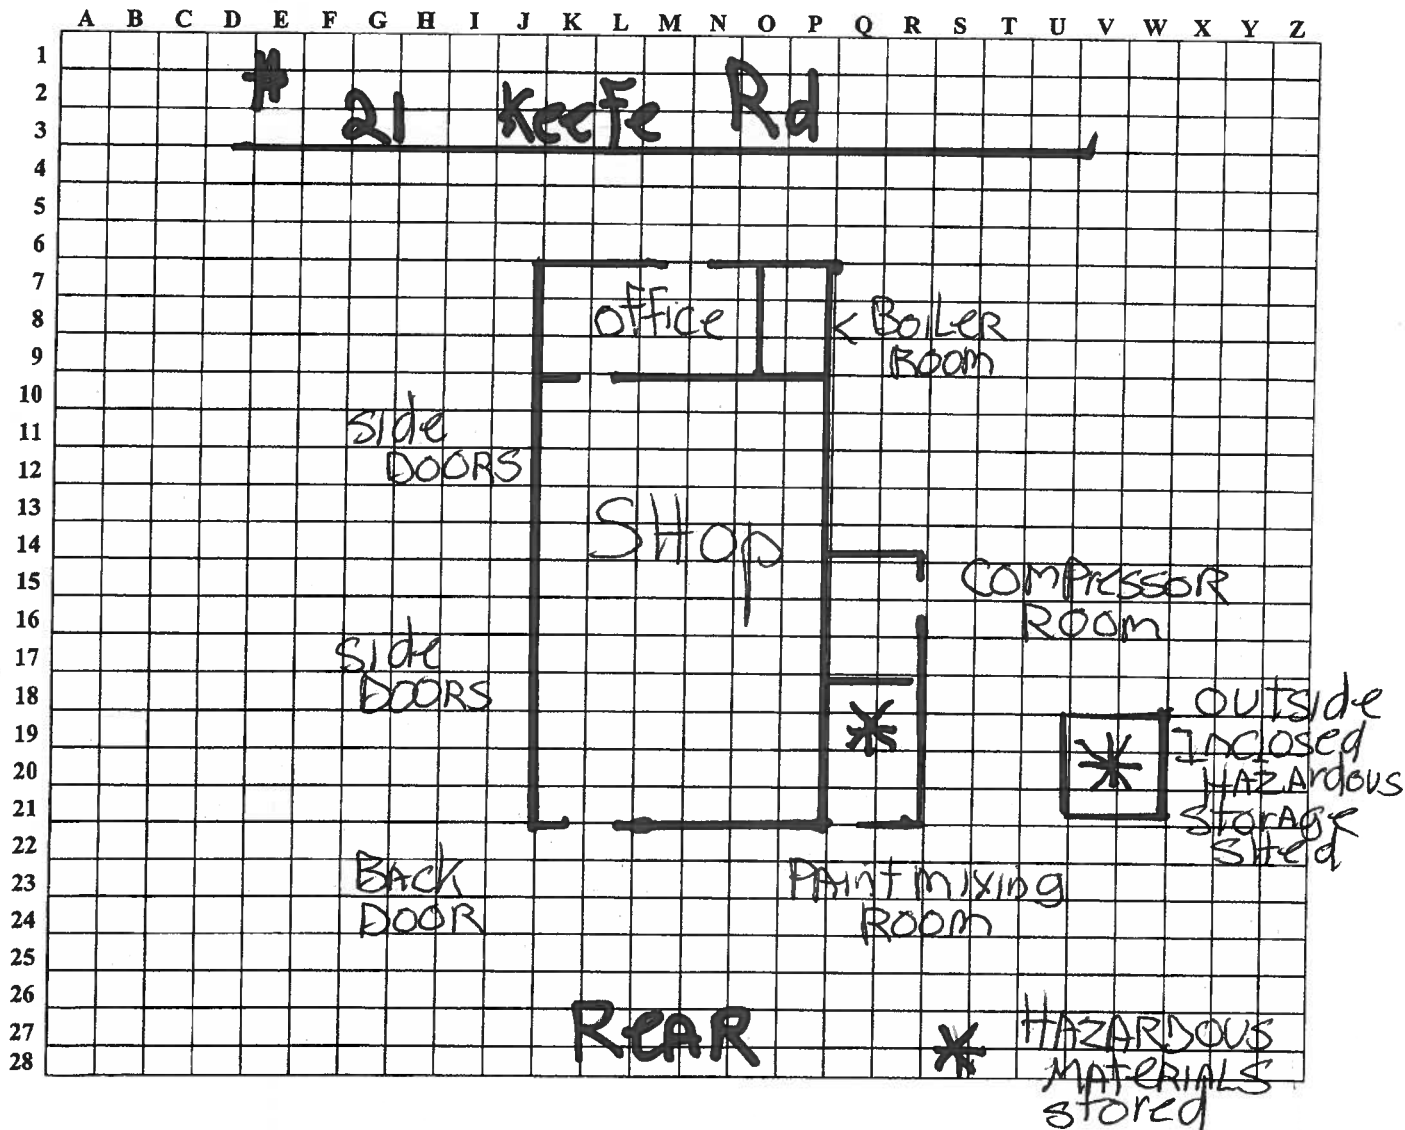 A B C D E F G H I J K L M N O P Q R S T U V W X Y Z
1
2
3
4
5
6
7
8
9
10
11
12
13
14
15
16
17
18
19
20
21
22
23
24
25
26
27
28
# 21 Keefe Rd
office
< Boiler
Room
side
Doors
SHop
Compressor
Room
side
Doors
*
*
outside
Inclosed
Hazardous
Storage
Shed
Back
Door
Paint mixing
Room
Rear
* Hazardous
Materials
stored